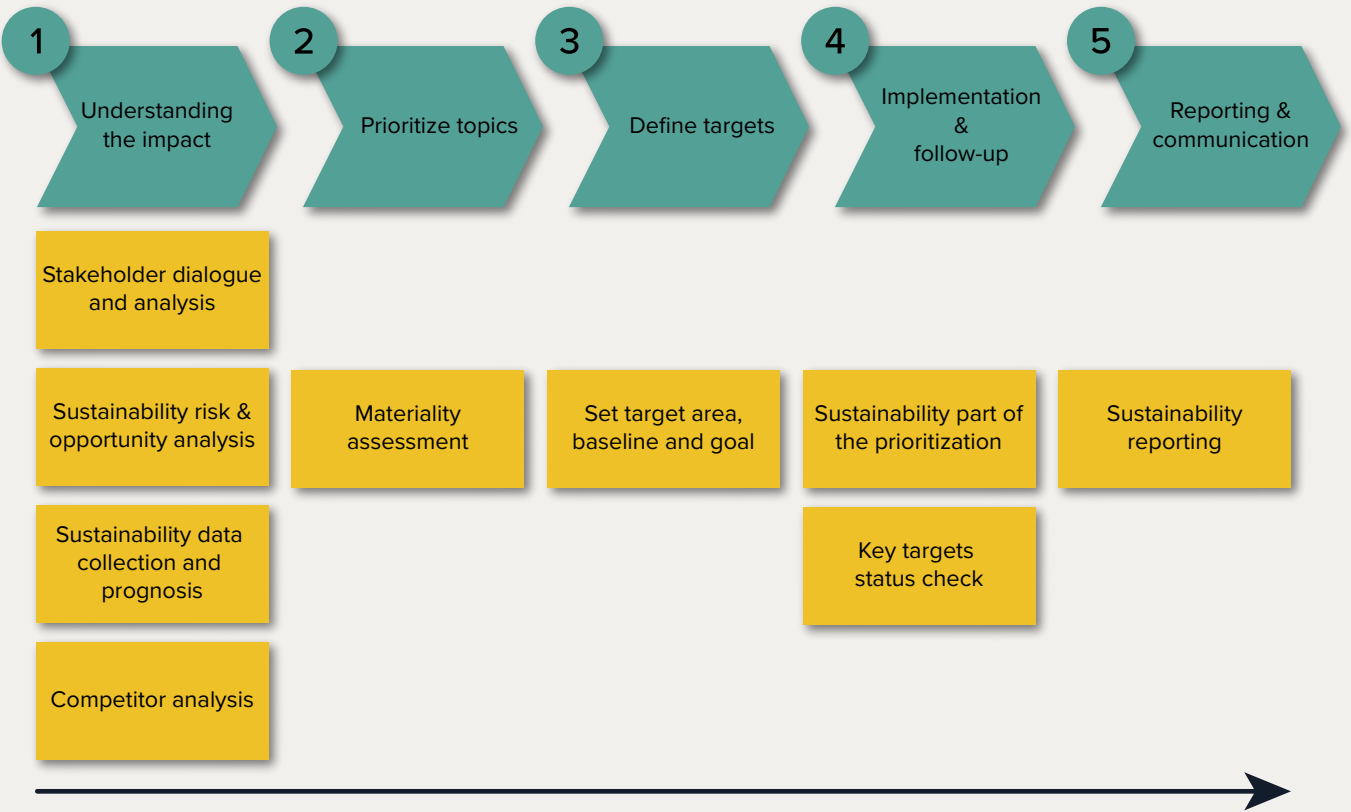 1
Understanding
the impact
2
Prioritize topics
3
Define targets
4
Implementation
&
follow-up
5
Reporting &
communication
Stakeholder dialogue
and analysis
Sustainability risk &
opportunity analysis
Sustainability data
collection and
prognosis
Competitor analysis
Materiality
assessment
Set target area,
baseline and goal
Sustainability part of
the prioritization
Key targets
status check
Sustainability
reporting